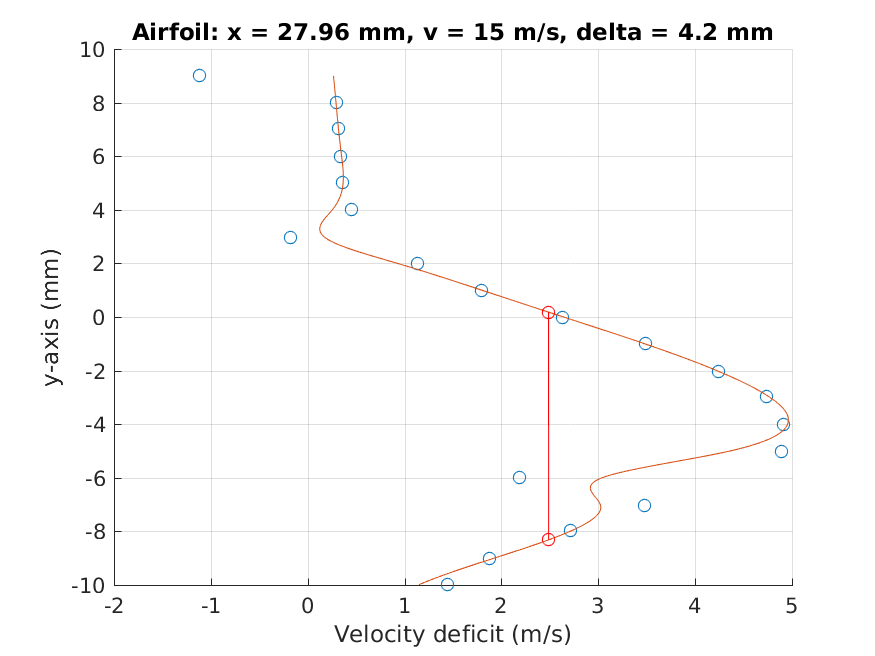 Airfoil: x = 27.96 mm, v = 15 m/s, delta = 4.2 mm
10
8
6
4
2
0
-2
-4
-6
-8
-10
y-axis (mm)
-2 -1 0 1 2 3 4 5
Velocity deficit (m/s)